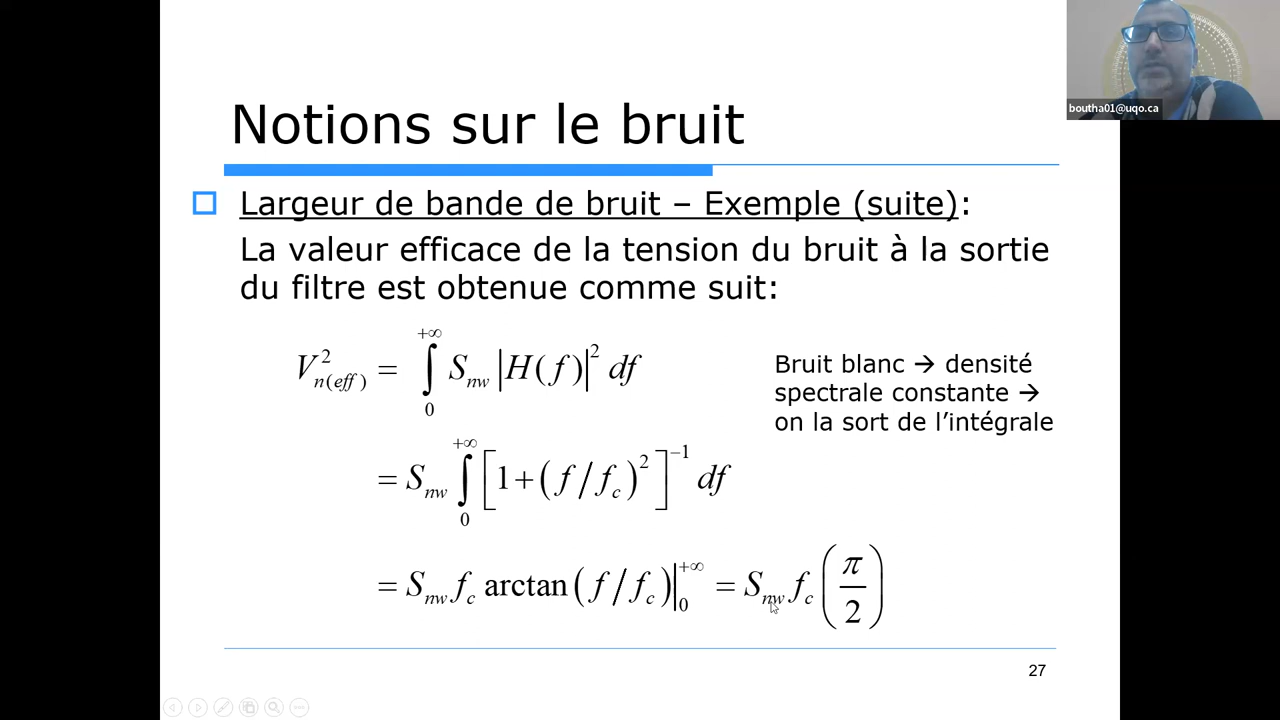 boutha01@uqo.ca
Notions sur le bruit
Largeur de bande de bruit – Exemple (suite):
La valeur efficace de la tension du bruit à la sortie
du filtre est obtenue comme suit:
V²n(eff) = ∫₀^+∞ Snw |H(f)|² df
Bruit blanc → densité
spectrale constante →
on la sort de l’intégrale
= Snw ∫₀^+∞ [1+(f/fc)²]⁻¹ df
= Snw fc arctan(f/fc)|₀^+∞ = Snw fc (π/2)
27